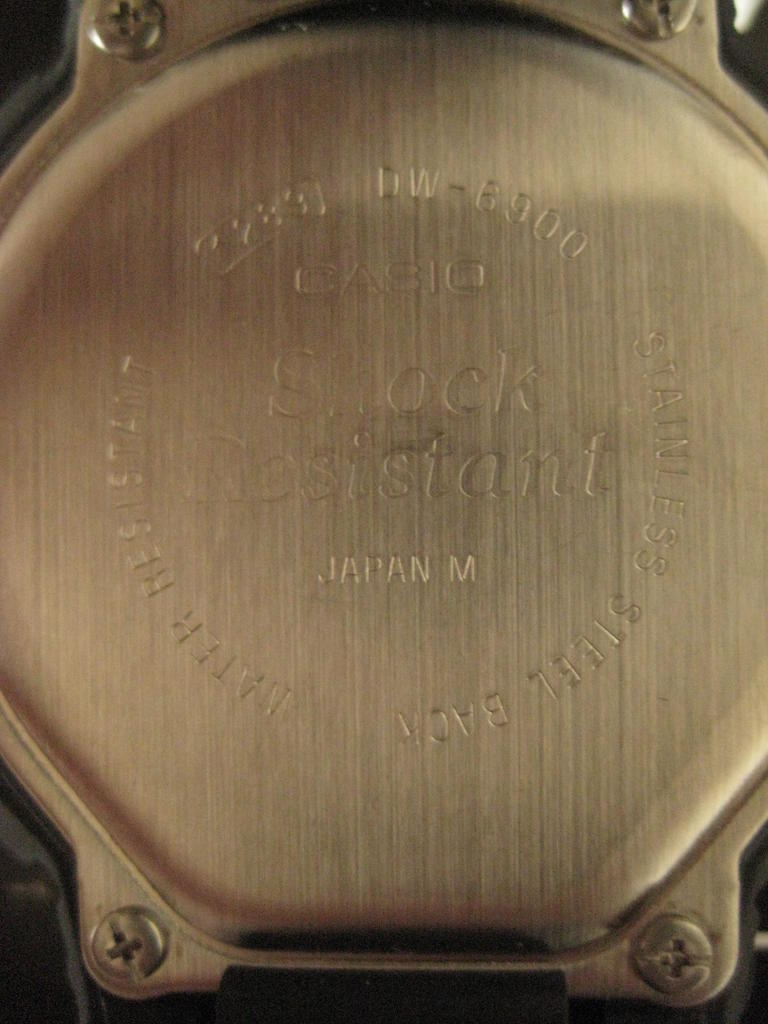 DW-6900
CASIO
Shock
Resistant
JAPAN M
WATER RESISTANT
STAINLESS STEEL BACK